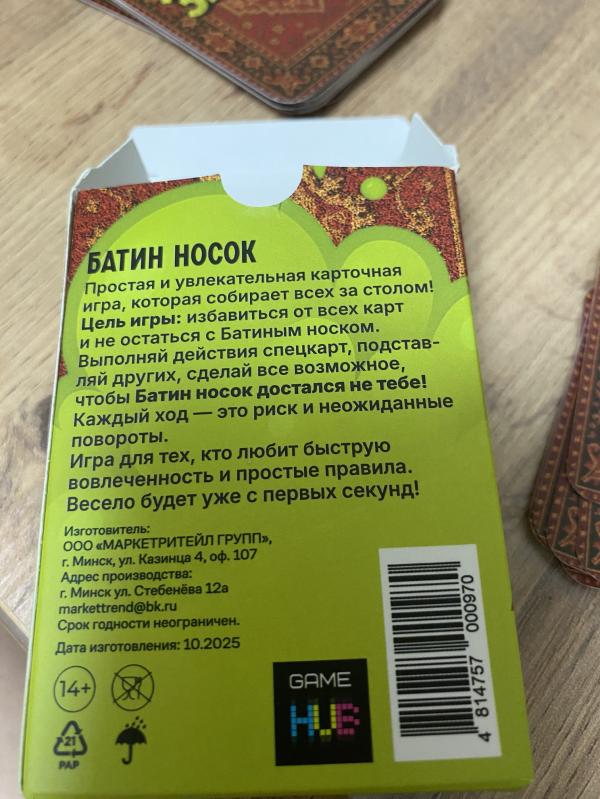 БАТИН НОСОК
Простая и увлекательная карточная
игра, которая собирает всех за столом!
Цель игры: избавиться от всех карт
и не остаться с Батиным носком.
Выполняй действия спецкарт, подстав-
ляй других, сделай все возможное,
чтобы Батин носок достался не тебе!
Каждый ход — это риск и неожиданные
повороты.
Игра для тех, кто любит быструю
вовлеченность и простые правила.
Весело будет уже с первых секунд!
Изготовитель:
ООО «МАРКЕТРИТЕЙЛ ГРУПП»,
г. Минск, ул. Казинца 4, оф. 107
Адрес производства:
г. Минск ул. Стебенёва 12а
markettrend@bk.ru
Срок годности неограничен.
Дата изготовления: 10.2025
14+
21
PAP
GAME
HUB
4 814757 000970